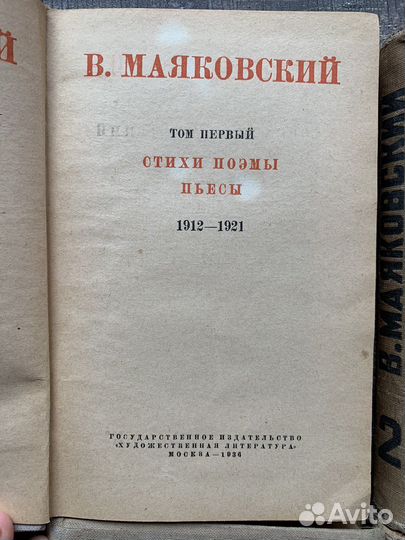 Й
В. МАЯКОВСКИЙ
ТОМ ПЕРВЫЙ
СТИХИ ПОЭМЫ
ПЬЕСЫ
1912—1921
ГОСУДАРСТВЕННОЕ ИЗДАТЕЛЬСТВО
«ХУДОЖЕСТВЕННАЯ ЛИТЕРАТУРА»
МОСКВА—1936
2 В. МАЯКОВСКИЙ
Avito